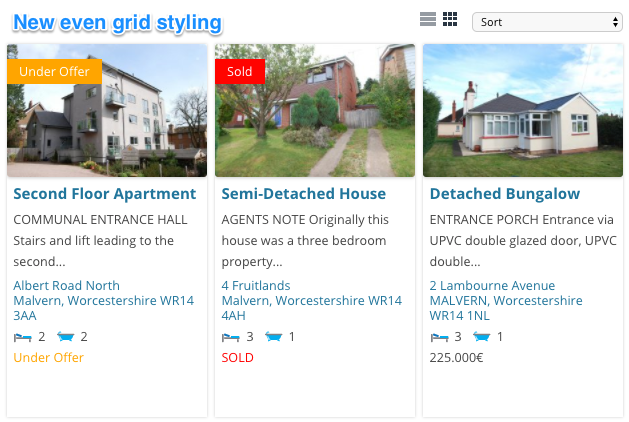 New even grid styling
Sort
Under Offer
Sold
Second Floor Apartment
COMMUNAL ENTRANCE HALL
Stairs and lift leading to the
second...
Albert Road North
Malvern, Worcestershire WR14
3AA
2 2
Under Offer
Semi-Detached House
AGENTS NOTE Originally this
house was a three bedroom
property...
4 Fruitlands
Malvern, Worcestershire WR14
4AH
3 1
SOLD
Detached Bungalow
ENTRANCE PORCH Entrance via
UPVC double glazed door, UPVC
double...
2 Lambourne Avenue
MALVERN, Worcestershire
WR14 1NL
3 1
225.000€